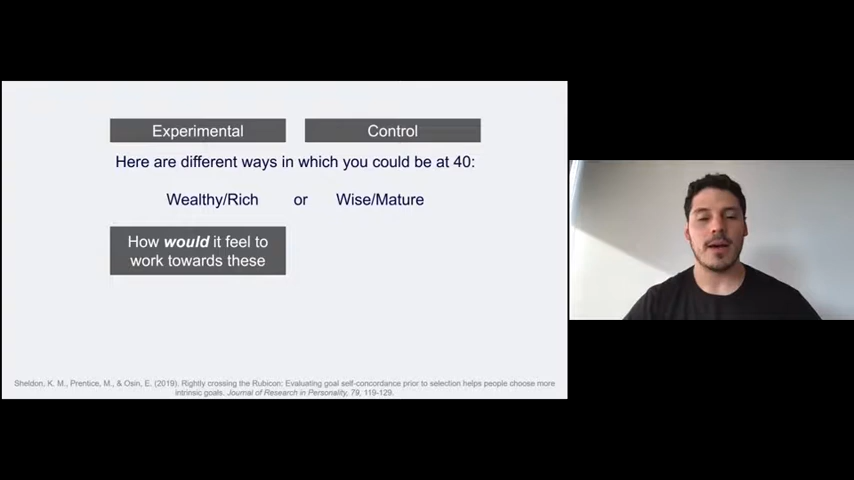 Experimental
Control
Here are different ways in which you could be at 40:
Wealthy/Rich or Wise/Mature
How would it feel to
work towards these
Sheldon, K. M., Prentice, M., & Osin, E. (2019). Rightly crossing the Rubicon: Evaluating goal self-concordance prior to selection helps people choose more
intrinsic goals. Journal of Research in Personality, 79, 119-129.